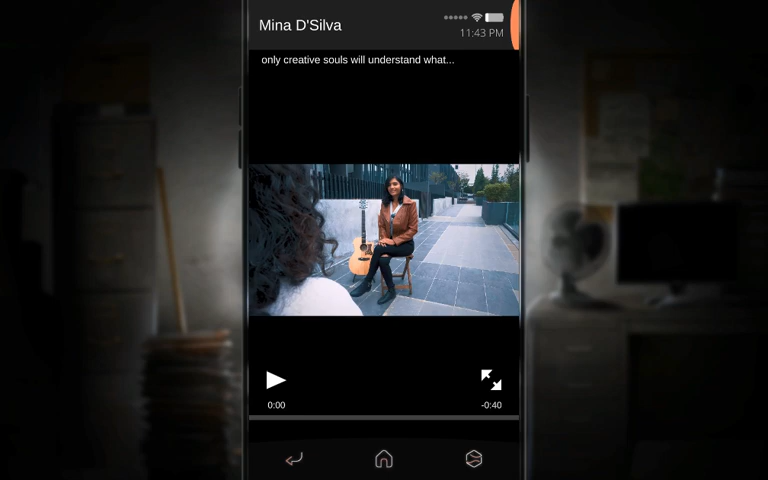 Mina D'Silva
11:43 PM
only creative souls will understand what...
0:00
-0:40